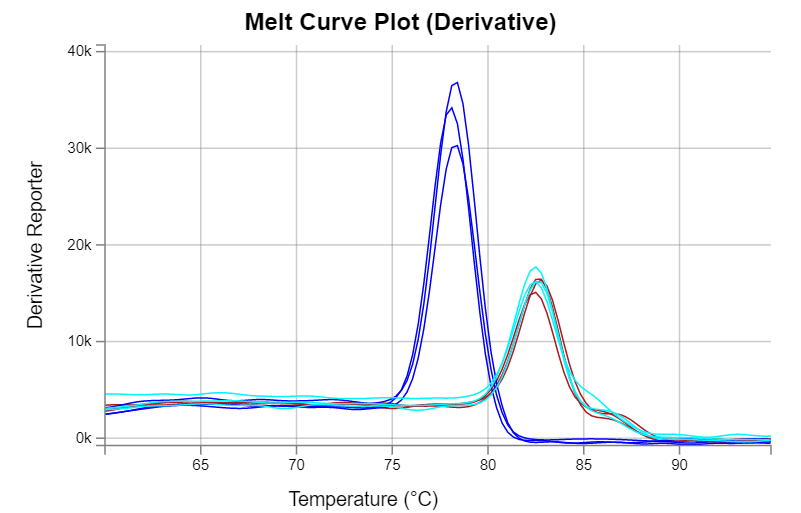 Melt Curve Plot (Derivative)
40k
30k
20k
10k
0k
Derivative Reporter
65
70
75
80
85
90
Temperature (°C)